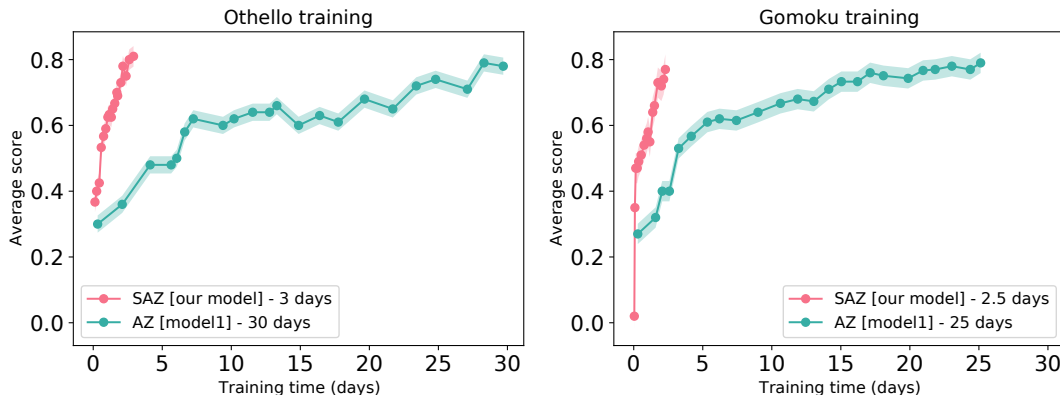 Othello training
Average score
0.8
0.6
0.4
0.2
0.0
SAZ [our model] - 3 days
AZ [model1] - 30 days
0 5 10 15 20 25 30
Training time (days)
Gomoku training
Average score
0.8
0.6
0.4
0.2
0.0
SAZ [our model] - 2.5 days
AZ [model1] - 25 days
0 5 10 15 20 25 30
Training time (days)